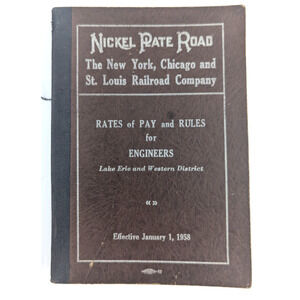 NICKEL PLATE ROAD
The New York, Chicago and
St. Louis Railroad Company
RATES of PAY and RULES
for
ENGINEERS
Lake Erie and Western District
«»
Effective January 1, 1958